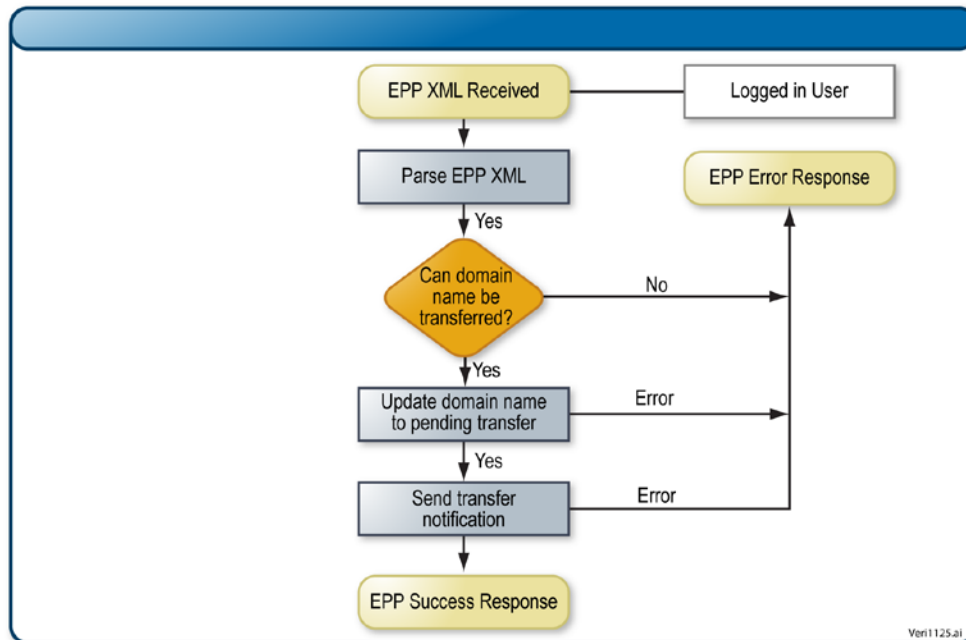 EPP XML Received
Logged in User
Parse EPP XML
EPP Error Response
Yes
Can domain
name be
transferred?
No
Yes
Update domain name
to pending transfer
Error
Yes
Send transfer
notification
Error
EPP Success Response
Veri1125.ai